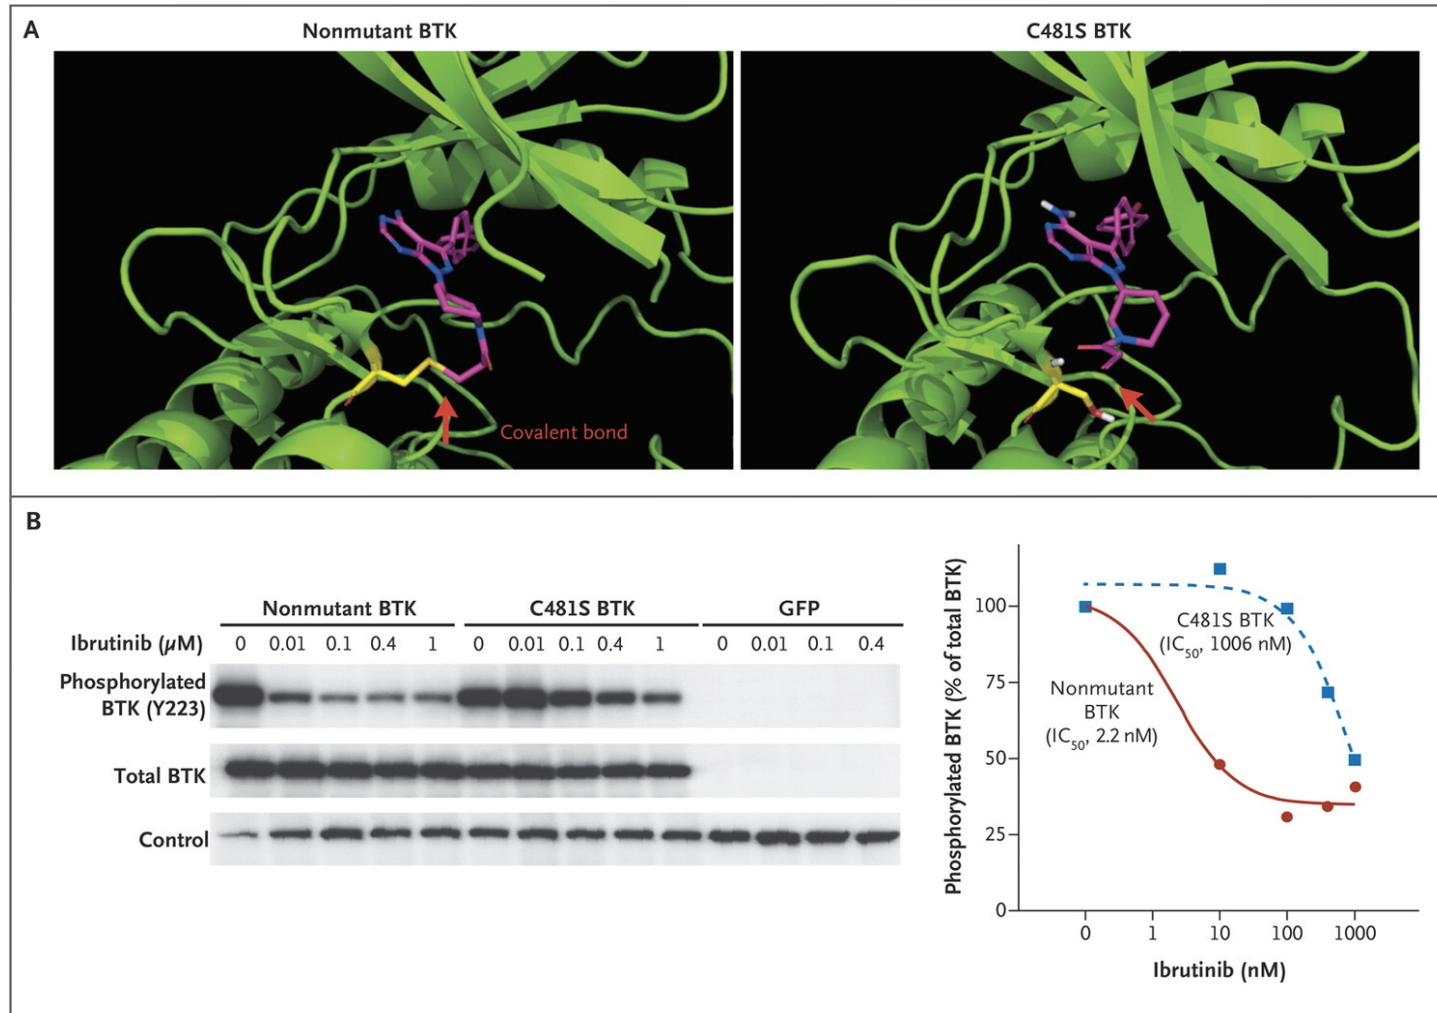 A
Nonmutant BTK
C481S BTK
Covalent bond
B
Nonmutant BTK
C481S BTK
GFP
Ibrutinib (μM)
0 0.01 0.1 0.4 1 0 0.01 0.1 0.4 1 0 0.01 0.1 0.4
Phosphorylated
BTK (Y223)
Total BTK
Control
Phosphorylated BTK (% of total BTK)
100
75
50
25
0
C481S BTK
(IC50, 1006 nM)
Nonmutant
BTK
(IC50, 2.2 nM)
0 1 10 100 1000
Ibrutinib (nM)